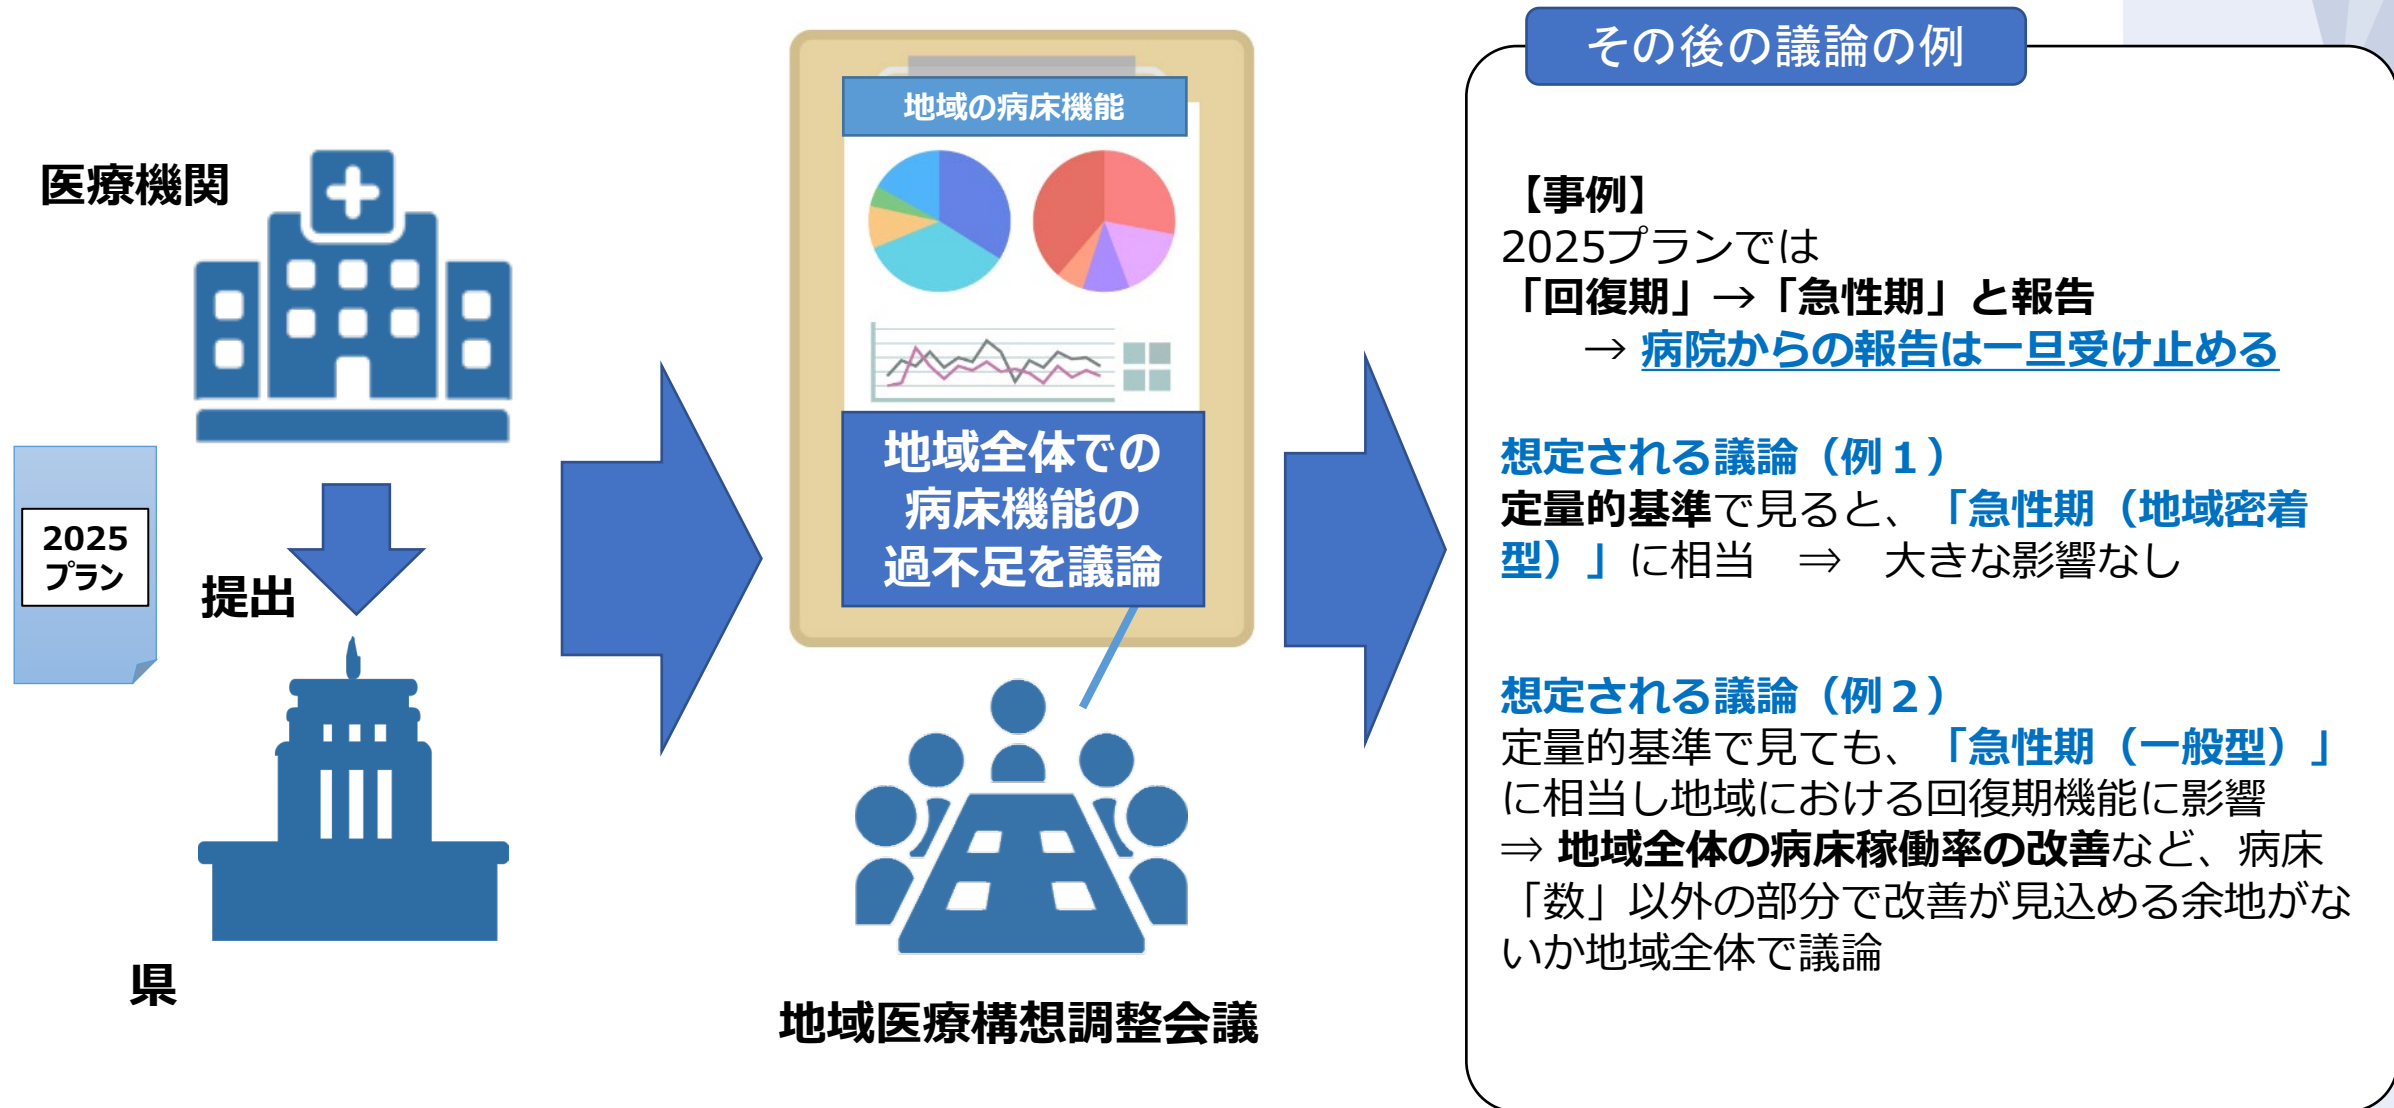 医療機関
2025
プラン
提出
県
地域の病床機能
地域全体での
病床機能の
過不足を議論
地域医療構想調整会議
その後の議論の例
【事例】
2025プランでは
「回復期」→「急性期」と報告
→ 病院からの報告は一旦受け止める
想定される議論（例１）
定量的基準で見ると、「急性期（地域密着
型）」に相当　⇒　大きな影響なし
想定される議論（例２）
定量的基準で見ても、「急性期（一般型）」
に相当し地域における回復期機能に影響
⇒ 地域全体の病床稼働率の改善など、病床
「数」以外の部分で改善が見込める余地がな
いか地域全体で議論